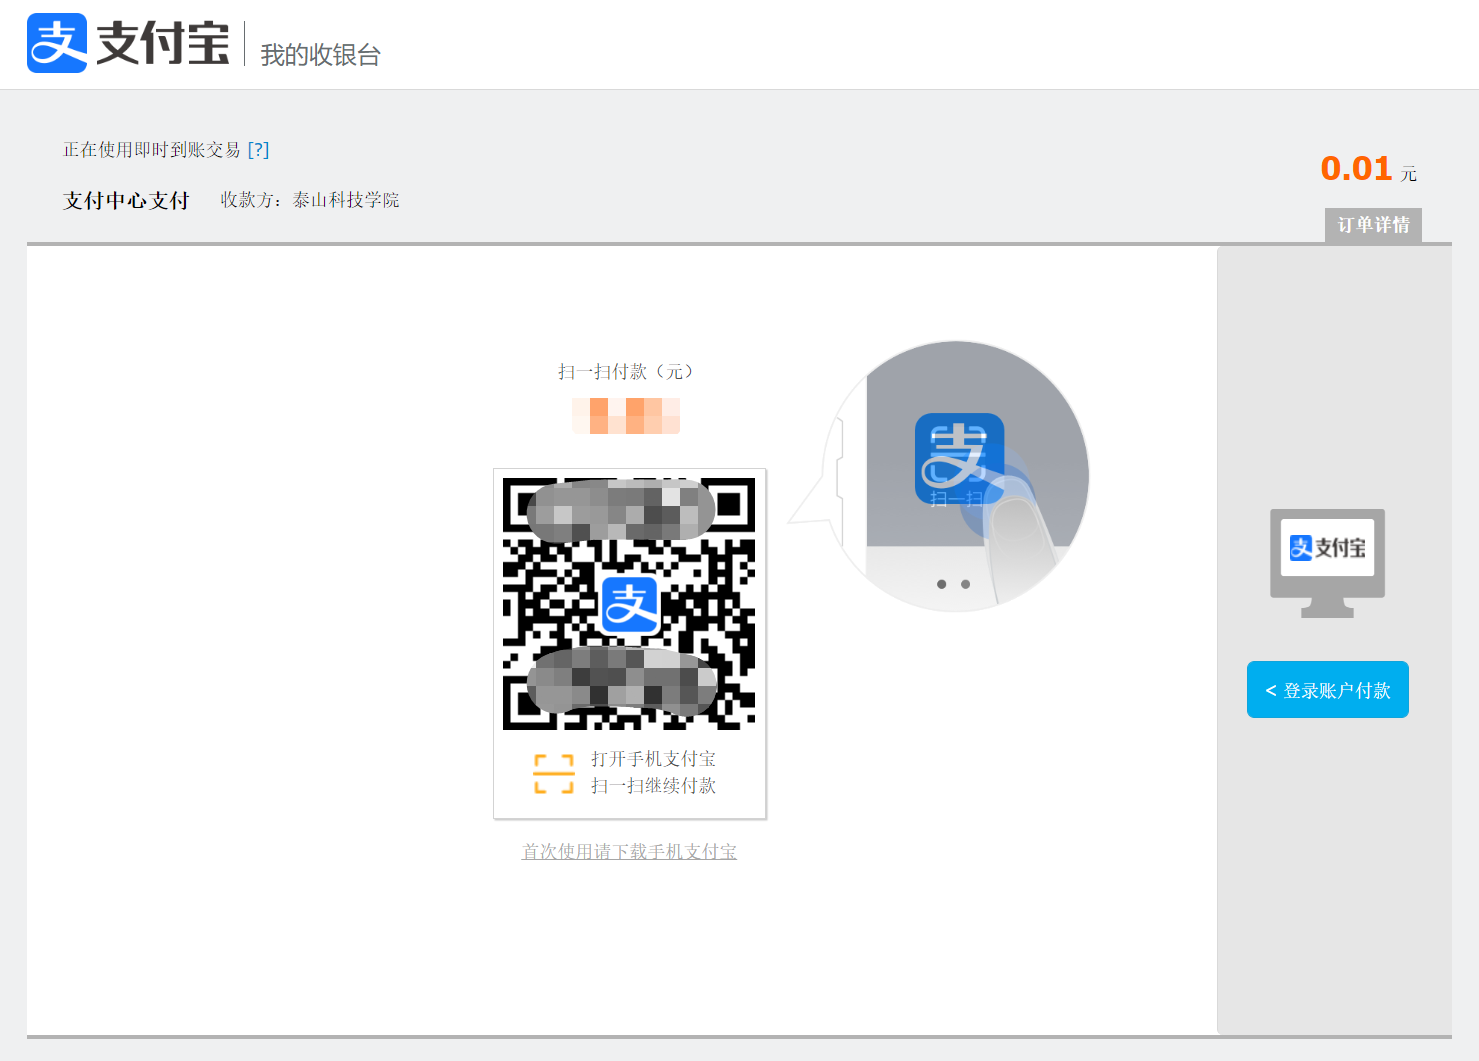 支 支付宝 我的收银台
正在使用即时到账交易 [?]
0.01 元
支付中心支付 收款方：泰山科技学院
订单详情
扫一扫付款（元）
支
扫一扫
支 支付宝
支
< 登录账户付款
打开手机支付宝
扫一扫继续付款
首次使用请下载手机支付宝